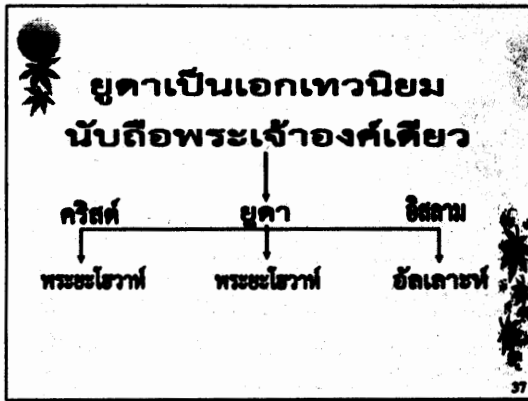 ยูดาเป็นเอกเทวนิยม
นับถือพระเจ้าองค์เดียว
คริสต์ ยูดา อิสลาม
พระยะโฮวาห์ พระยะโฮวาห์ อัลเลาะห์
37